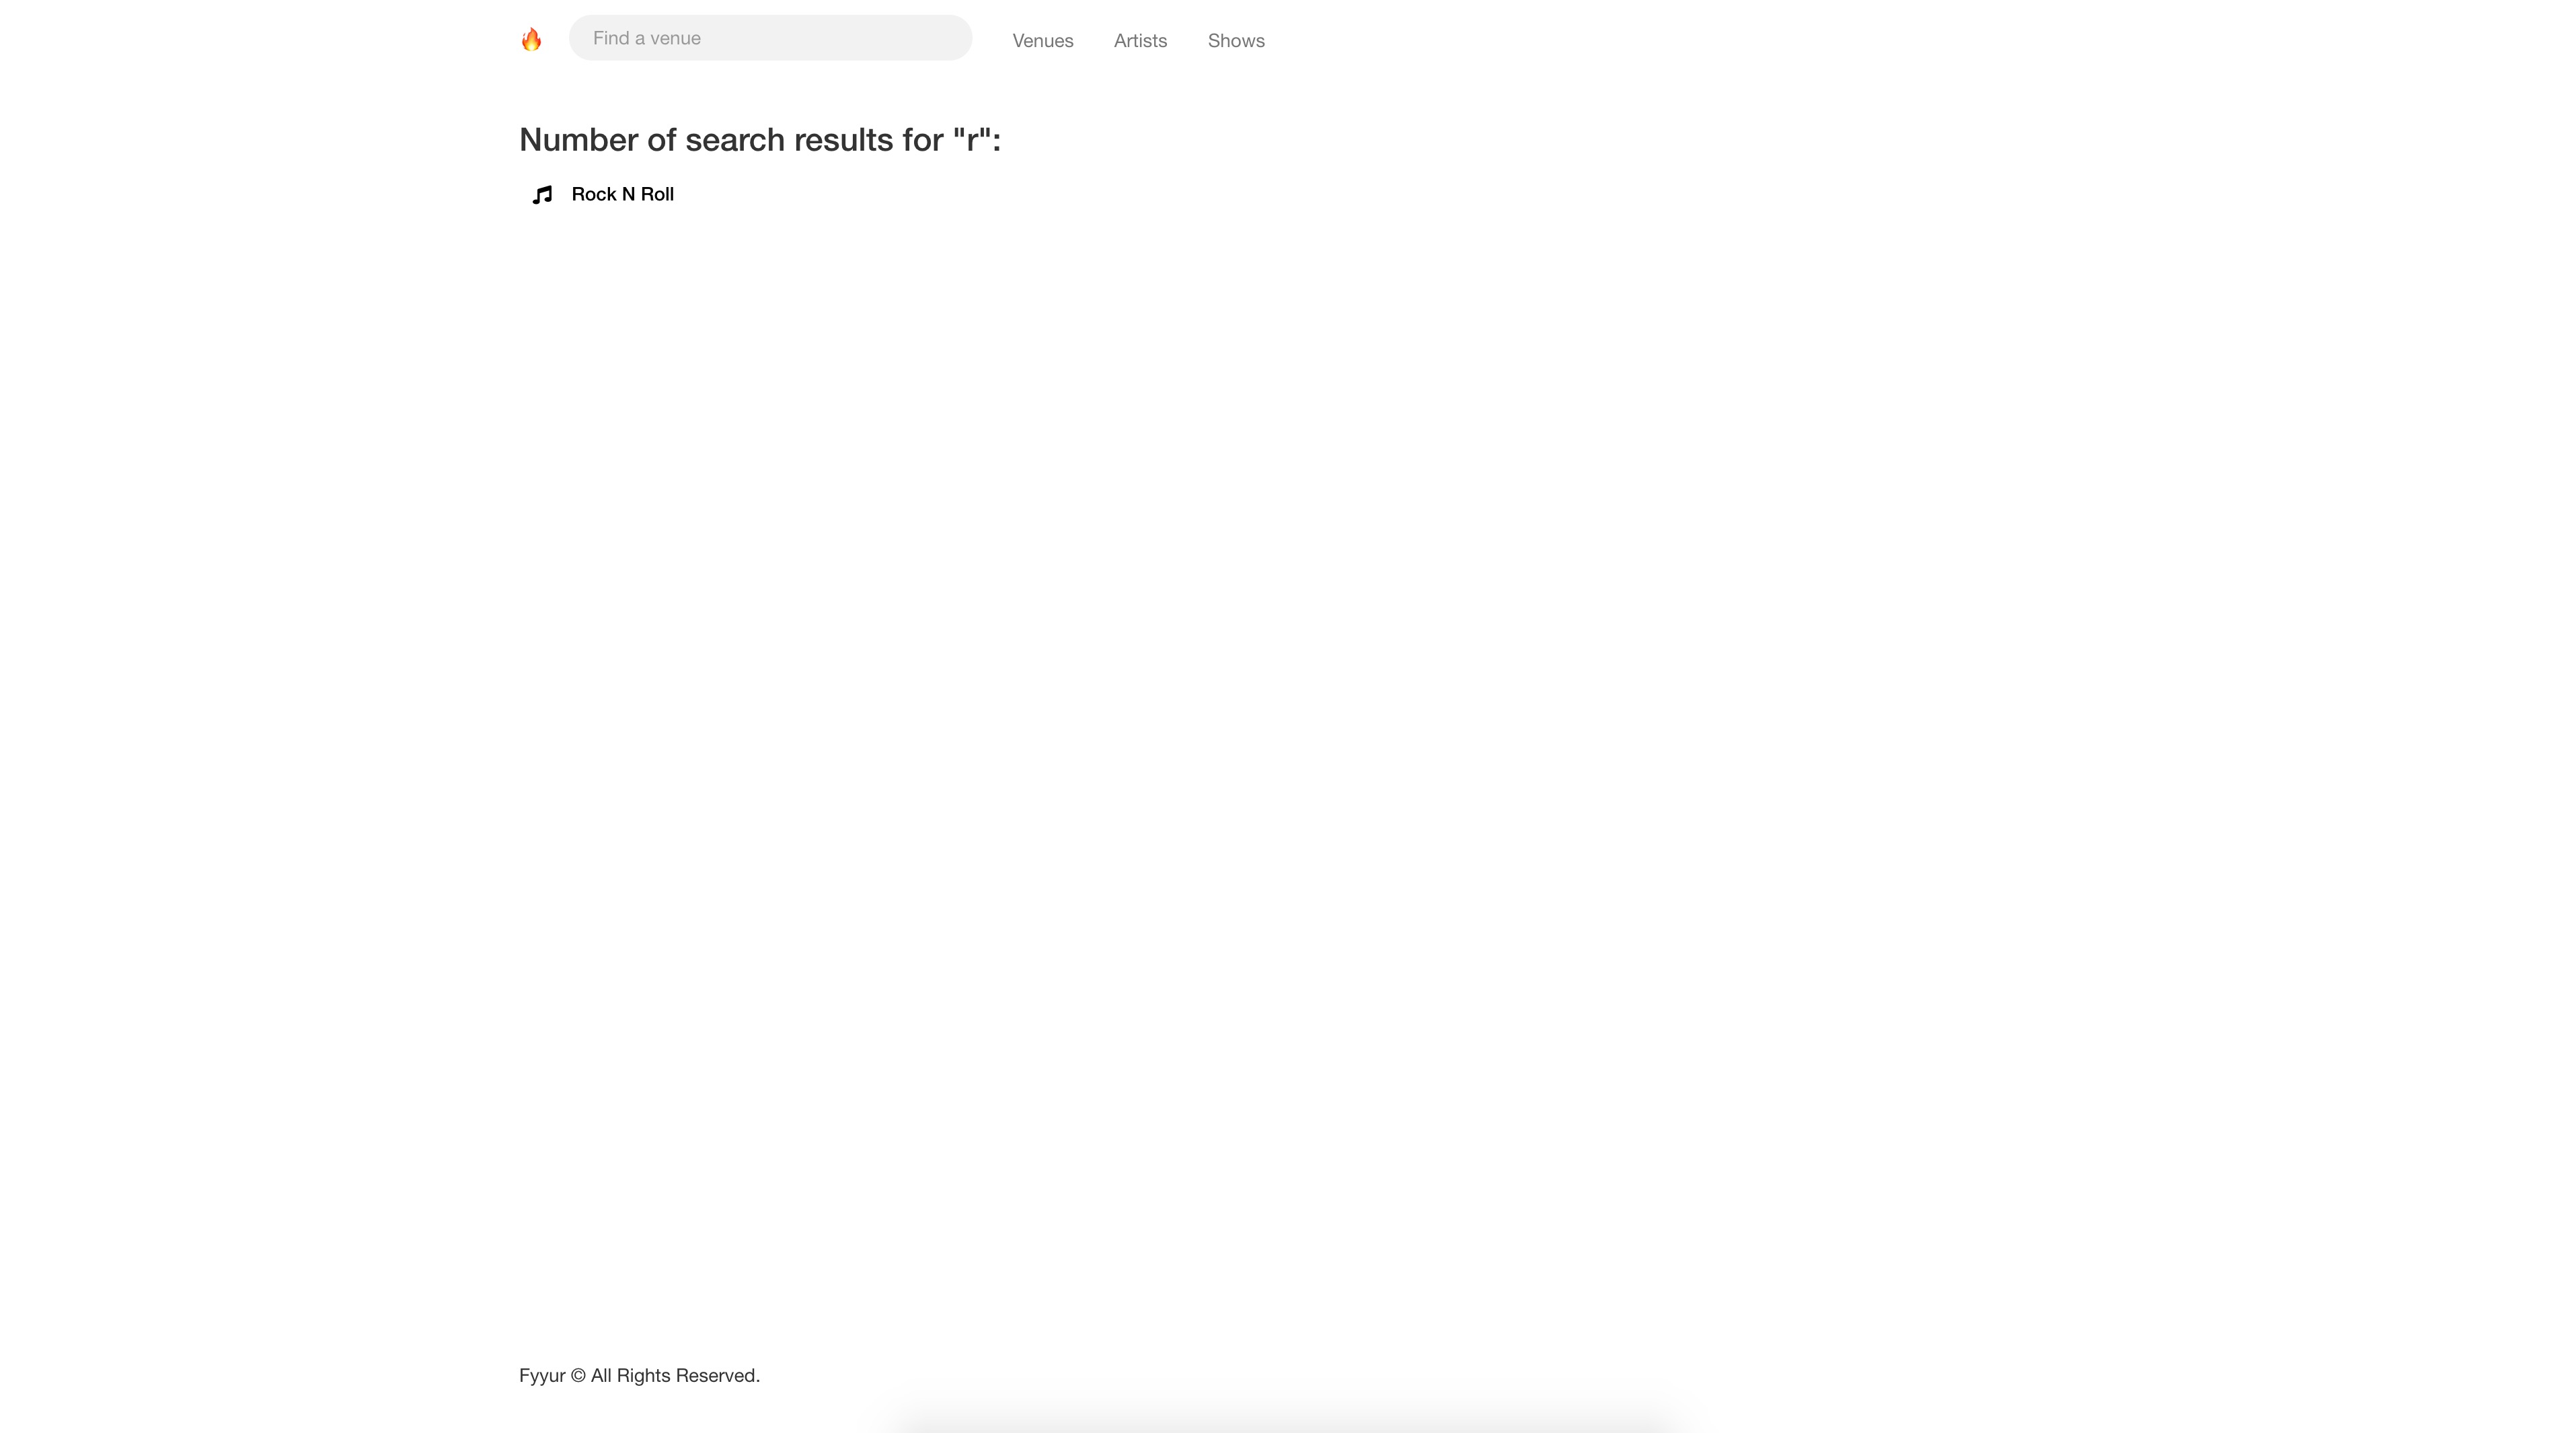 Find a venue
Venues
Artists
Shows
Number of search results for "r":
Rock N Roll
Fyyur © All Rights Reserved.